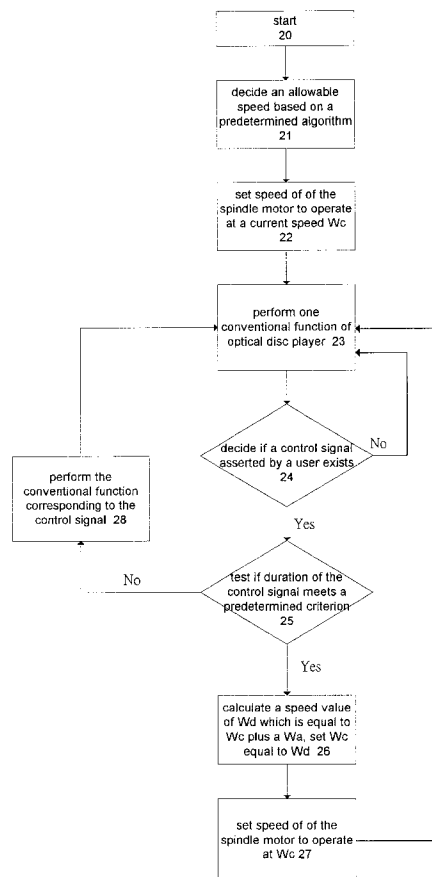 start
20
decide an allowable
speed based on a
predetermined algorithm
21
set speed of of the
spindle motor to operate
at a current speed Wc
22
perform one
conventional function of
optical disc player 23
decide if a control signal
asserted by a user exists
24
No
Yes
perform the
conventional function
corresponding to the
control signal 28
No
test if duration of the
control signal meets a
predetermined criterion
25
Yes
calculate a speed value
of Wd which is equal to
Wc plus a Wa, set Wc
equal to Wd 26
set speed of of the
spindle motor to operate
at Wc 27